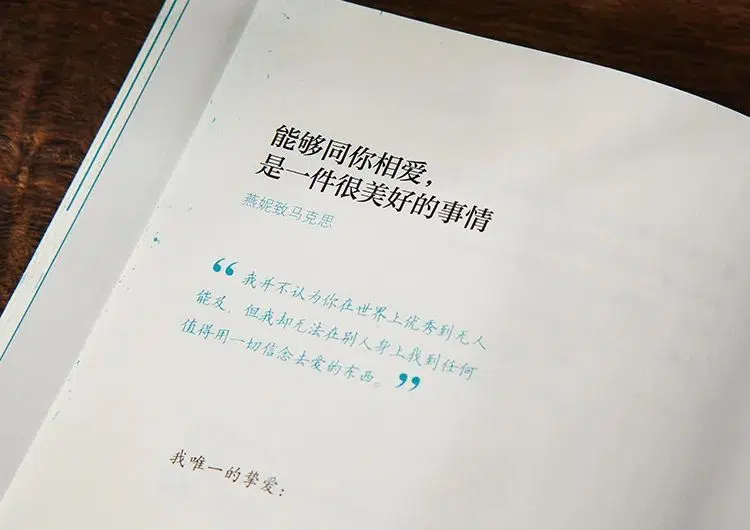 能够同你相爱，
是一件很美好的事情
燕妮致马克思
“我并不认为你在世界上优秀到无人
能及，但我却无法在别人身上找到任何
值得用一切信念去爱的东西。”
我唯一的挚爱：